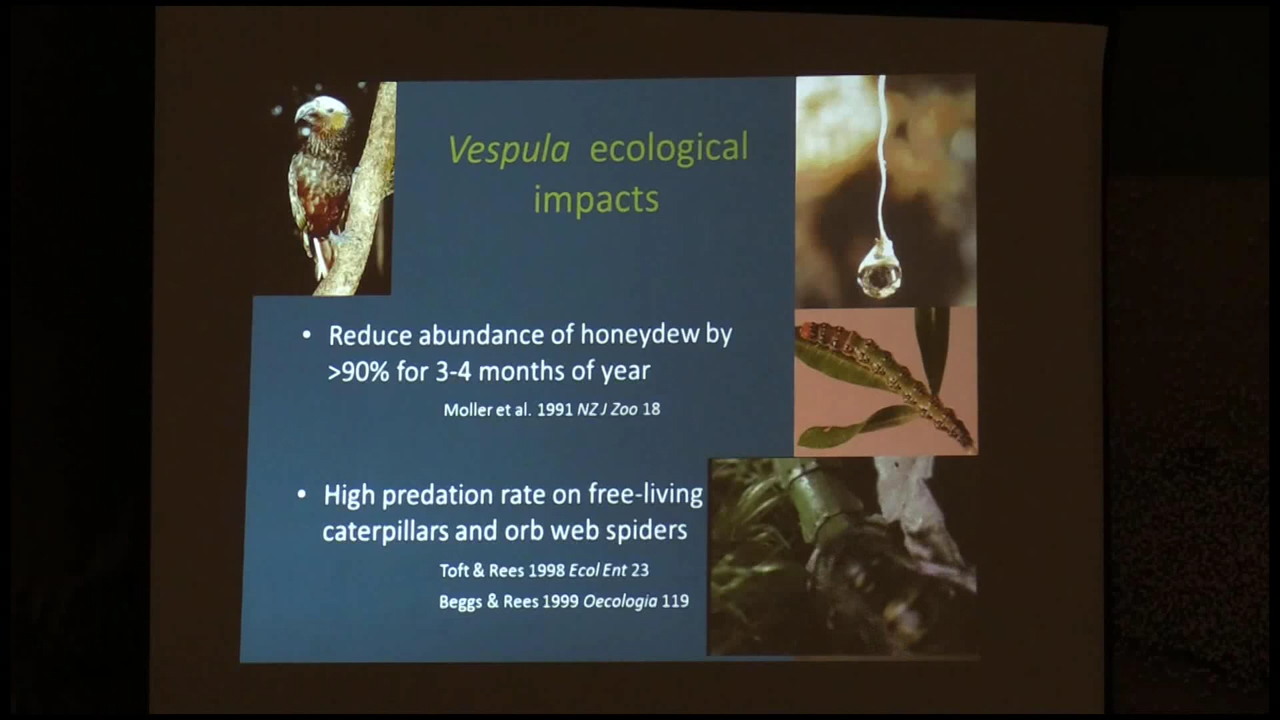 Vespula ecological
impacts
• Reduce abundance of honeydew by
>90% for 3-4 months of year
Moller et al. 1991 NZ J Zoo 18
• High predation rate on free-living
caterpillars and orb web spiders
Toft & Rees 1998 Ecol Ent 23
Beggs & Rees 1999 Oecologia 119